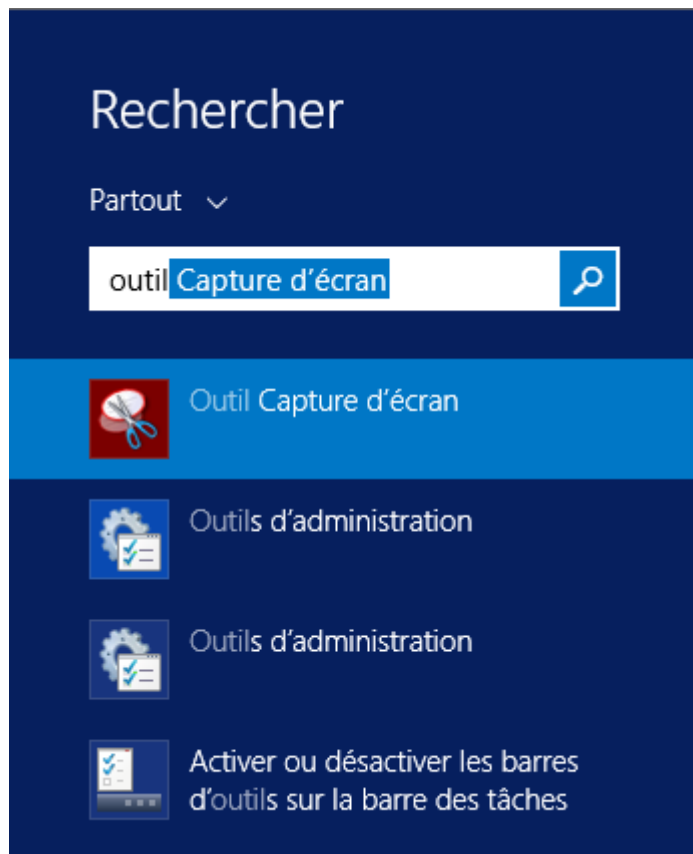 Rechercher
Partout
outil Capture d’écran
Outil Capture d’écran
Outils d’administration
Outils d’administration
Activer ou désactiver les barres
d’outils sur la barre des tâches